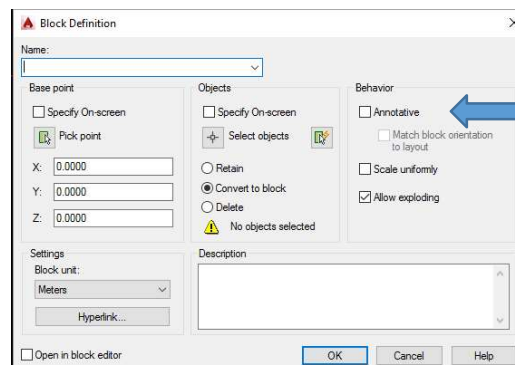 Block Definition
Name:
Base point
Specify On-screen
Pick point
X: 0.0000
Y: 0.0000
Z: 0.0000
Objects
Specify On-screen
Select objects
Retain
Convert to block
Delete
No objects selected
Behavior
Annotative
Match block orientation
to layout
Scale uniformly
Allow exploding
Settings
Block unit:
Meters
Hyperlink...
Description
Open in block editor
OK Cancel Help